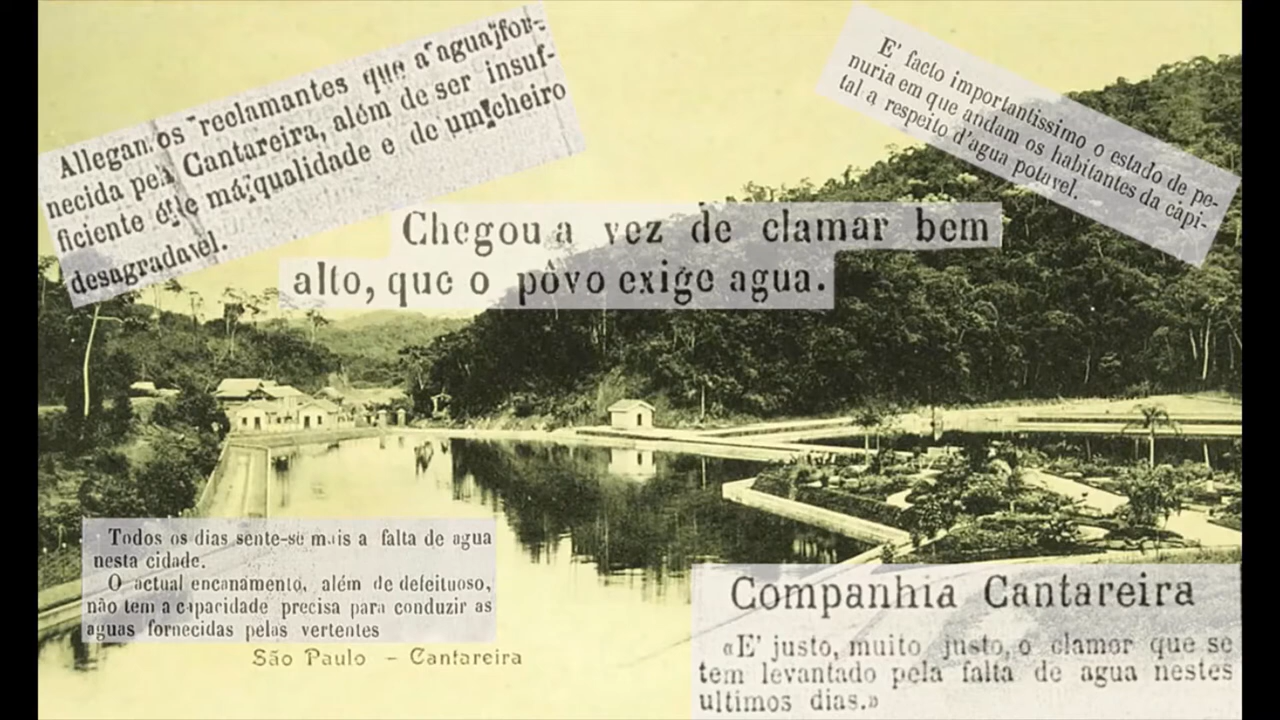 Allegam os reclamantes que a agua for-
necida pela Cantareira, além de ser insuf-
ficiente é de má qualidade e de um cheiro
desagradavel.
E' facto importantissimo o estado de pe-
nuria em que andam os habitantes da capi-
tal a respeito d'agua potavel.
Chegou a vez de clamar bem
alto, que o povo exige agua.
Todos os dias sente-se mais a falta de agua
nesta cidade.
O actual encanamento, além de defeituoso,
não tem a capacidade precisa para conduzir as
aguas fornecidas pelas vertentes
São Paulo – Cantareira
Companhia Cantareira
«E' justo, muito justo, o clamor que se
tem levantado pela falta de agua nestes
ultimos dias.»